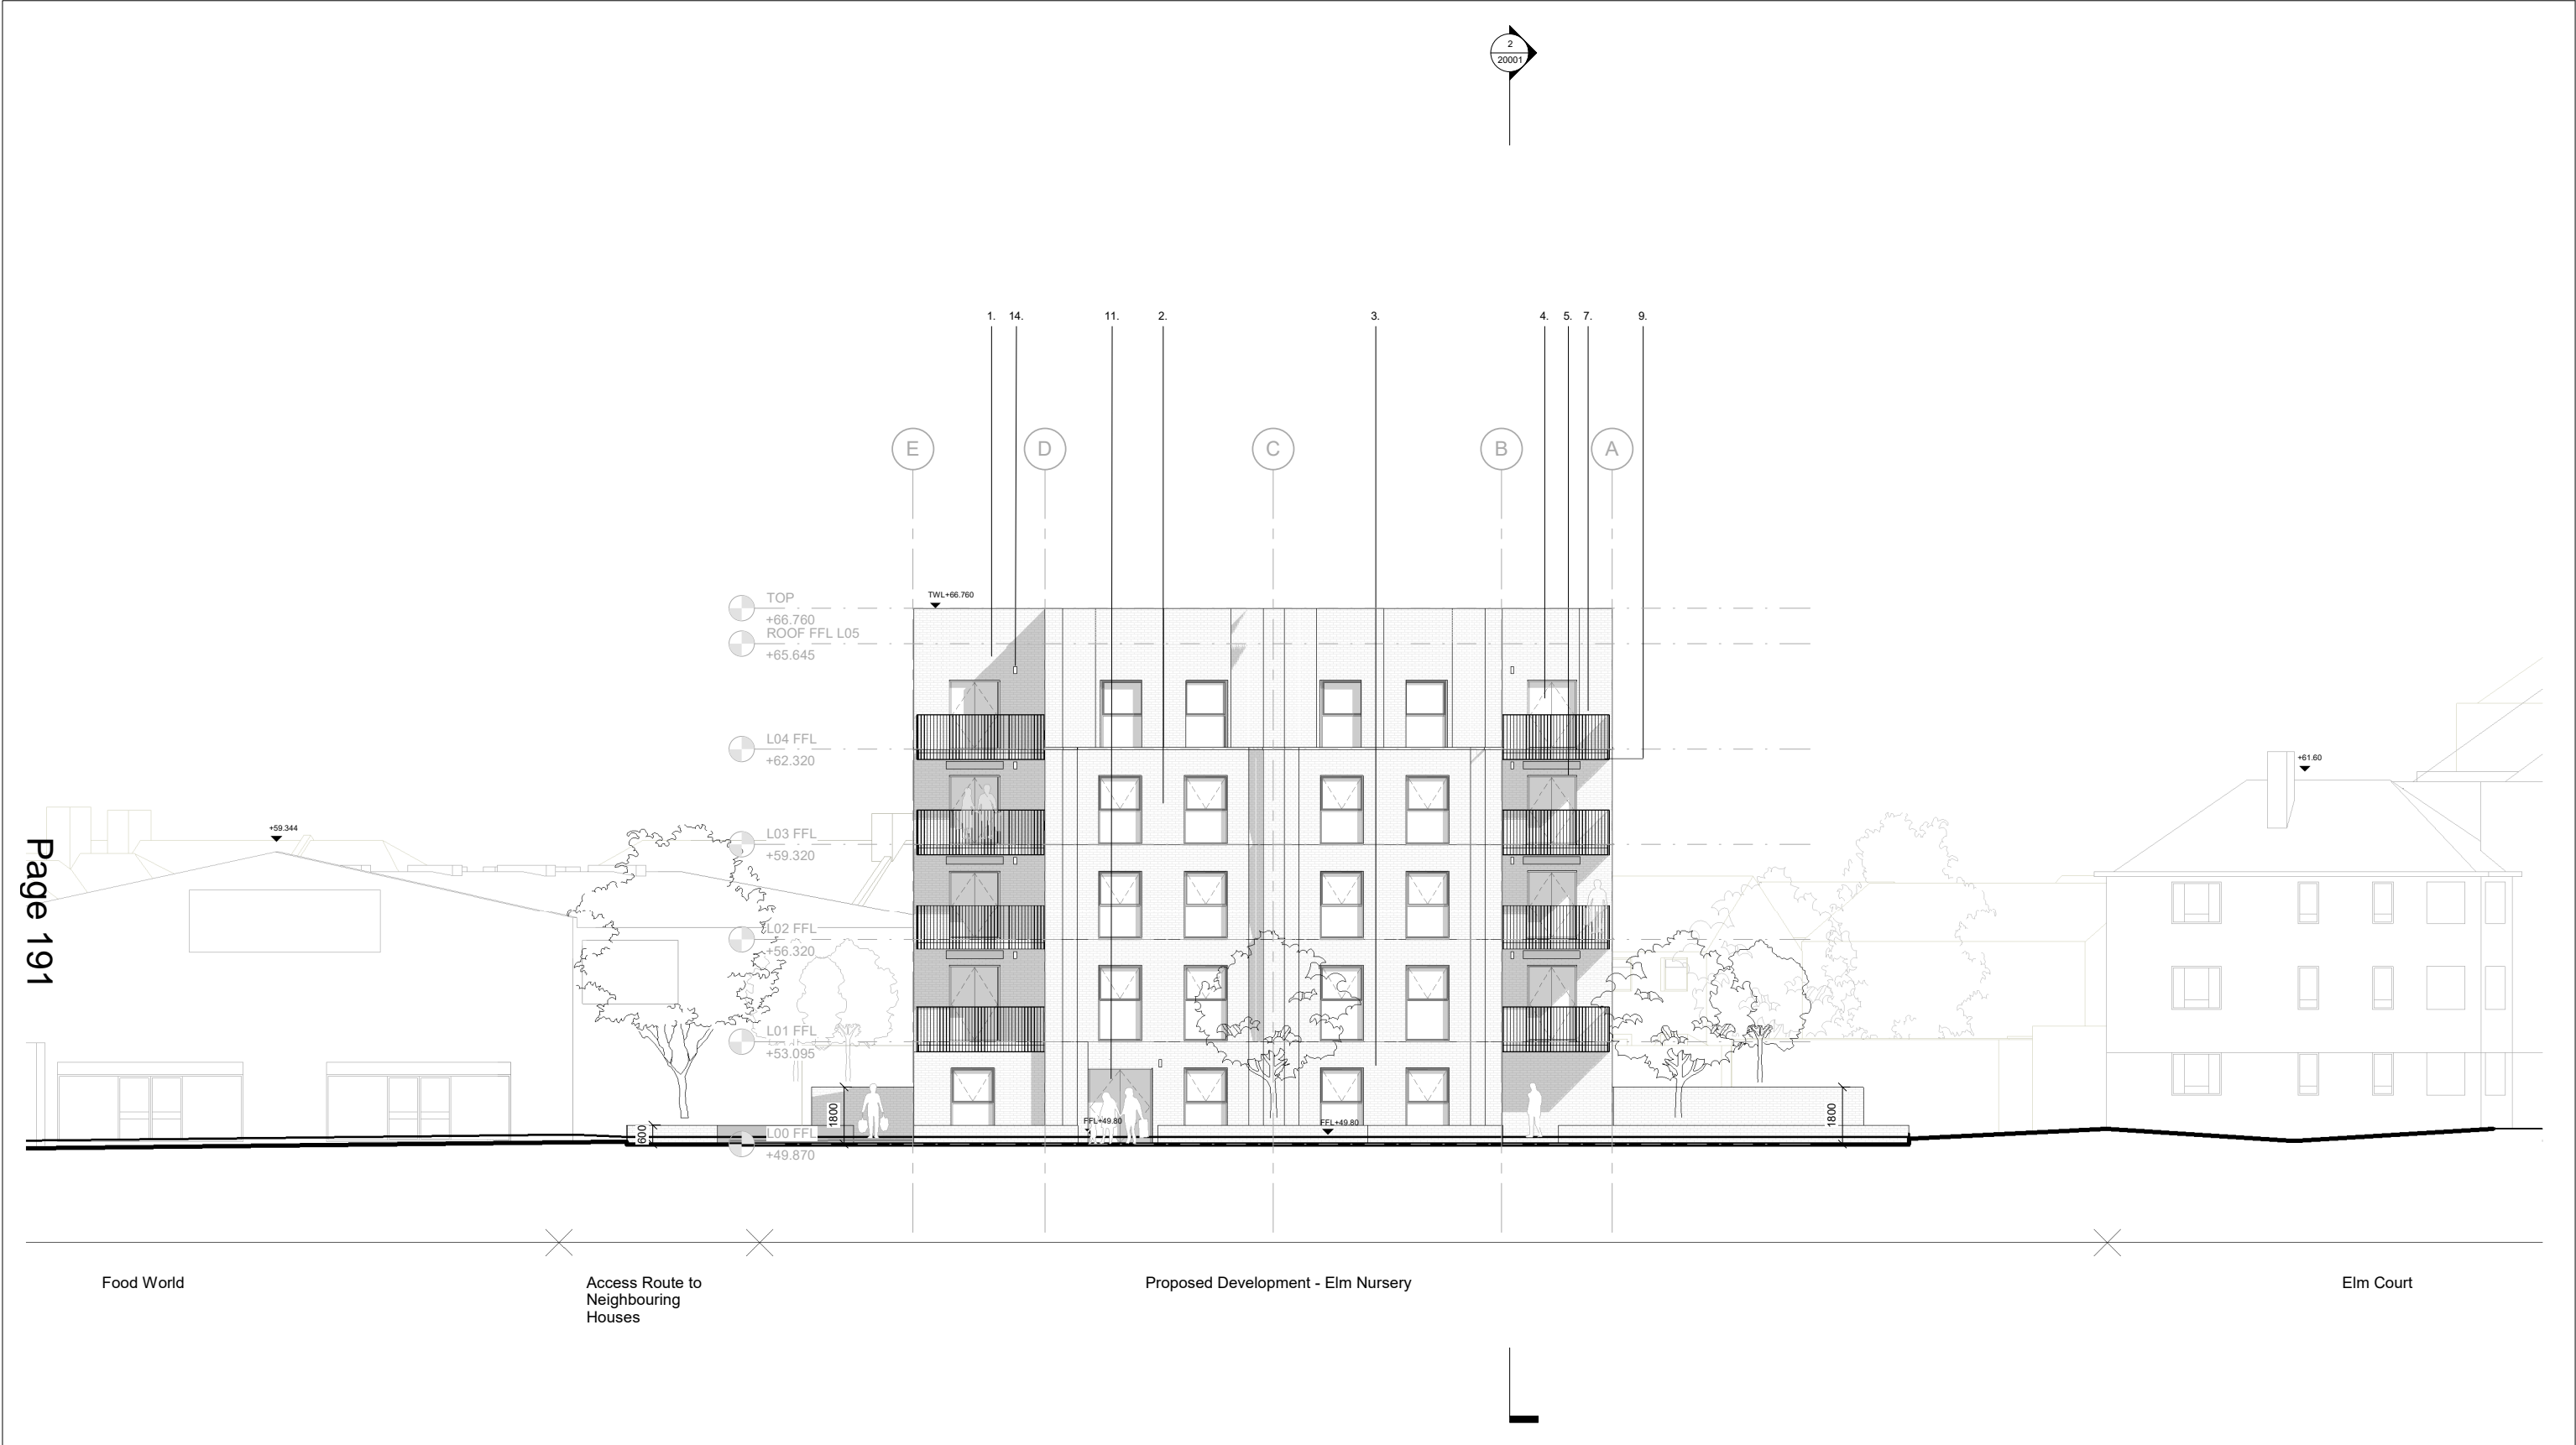 2
20001
1.
14.
11.
2.
3.
4.
5.
7.
9.
E
D
C
B
A
TOP
+66.760
TWL+66.760
ROOF FFL L05
+65.645
L04 FFL
+62.320
+61.60
+59.344
L03 FFL
+59.320
L02 FFL
+56.320
L01 FFL
+53.095
1800
1800
600
FFL+49.80
FFL+49.80
L00 FFL
+49.870
Page 191
Food World
Access Route to
Neighbouring
Houses
Proposed Development - Elm Nursery
Elm Court